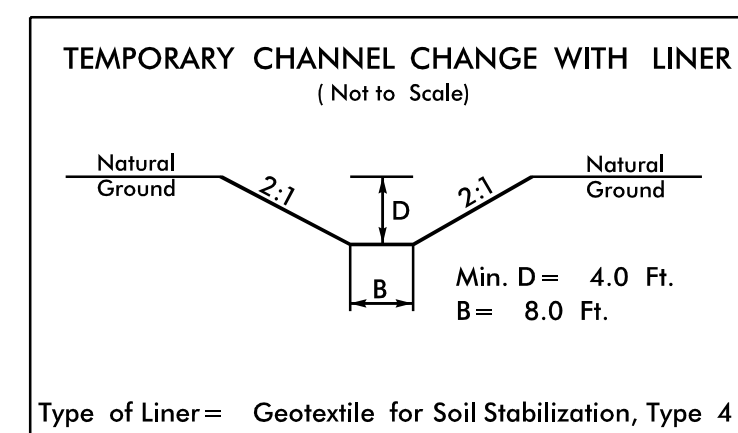 TEMPORARY CHANNEL CHANGE WITH LINER
( Not to Scale)
Natural
Ground
2:1
D
2:1
Natural
Ground
B
Min. D = 4.0 Ft.
B = 8.0 Ft.
Type of Liner = Geotextile for Soil Stabilization, Type 4